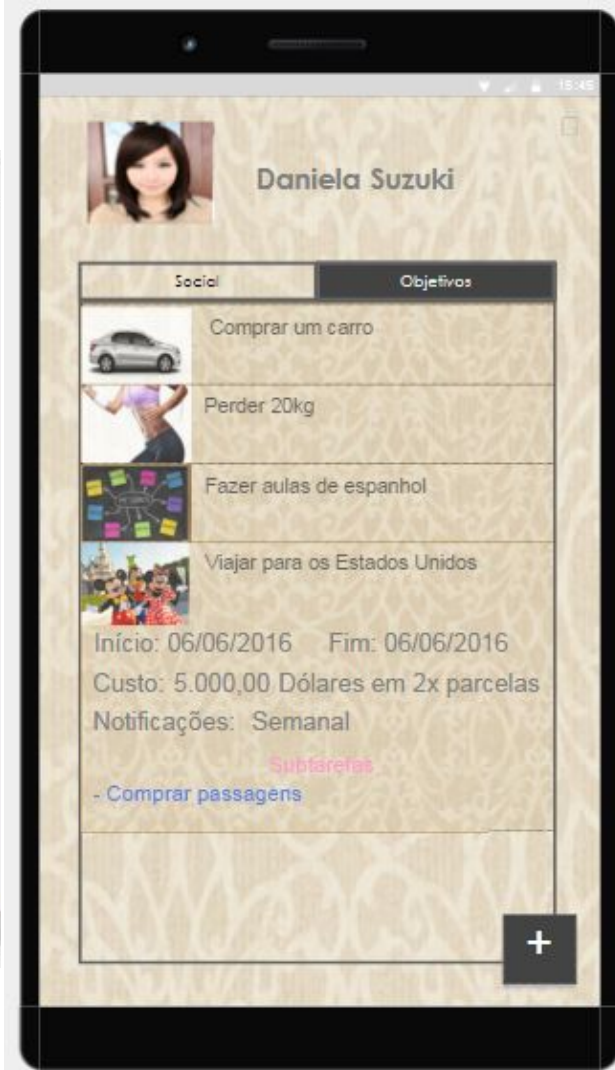 15:45
Daniela Suzuki
Social Objetivos
Comprar um carro
Perder 20kg
Fazer aulas de espanhol
Viajar para os Estados Unidos
Início: 06/06/2016 Fim: 06/06/2016
Custo: 5.000,00 Dólares em 2x parcelas
Notificações: Semanal
Subtarefas
- Comprar passagens
+